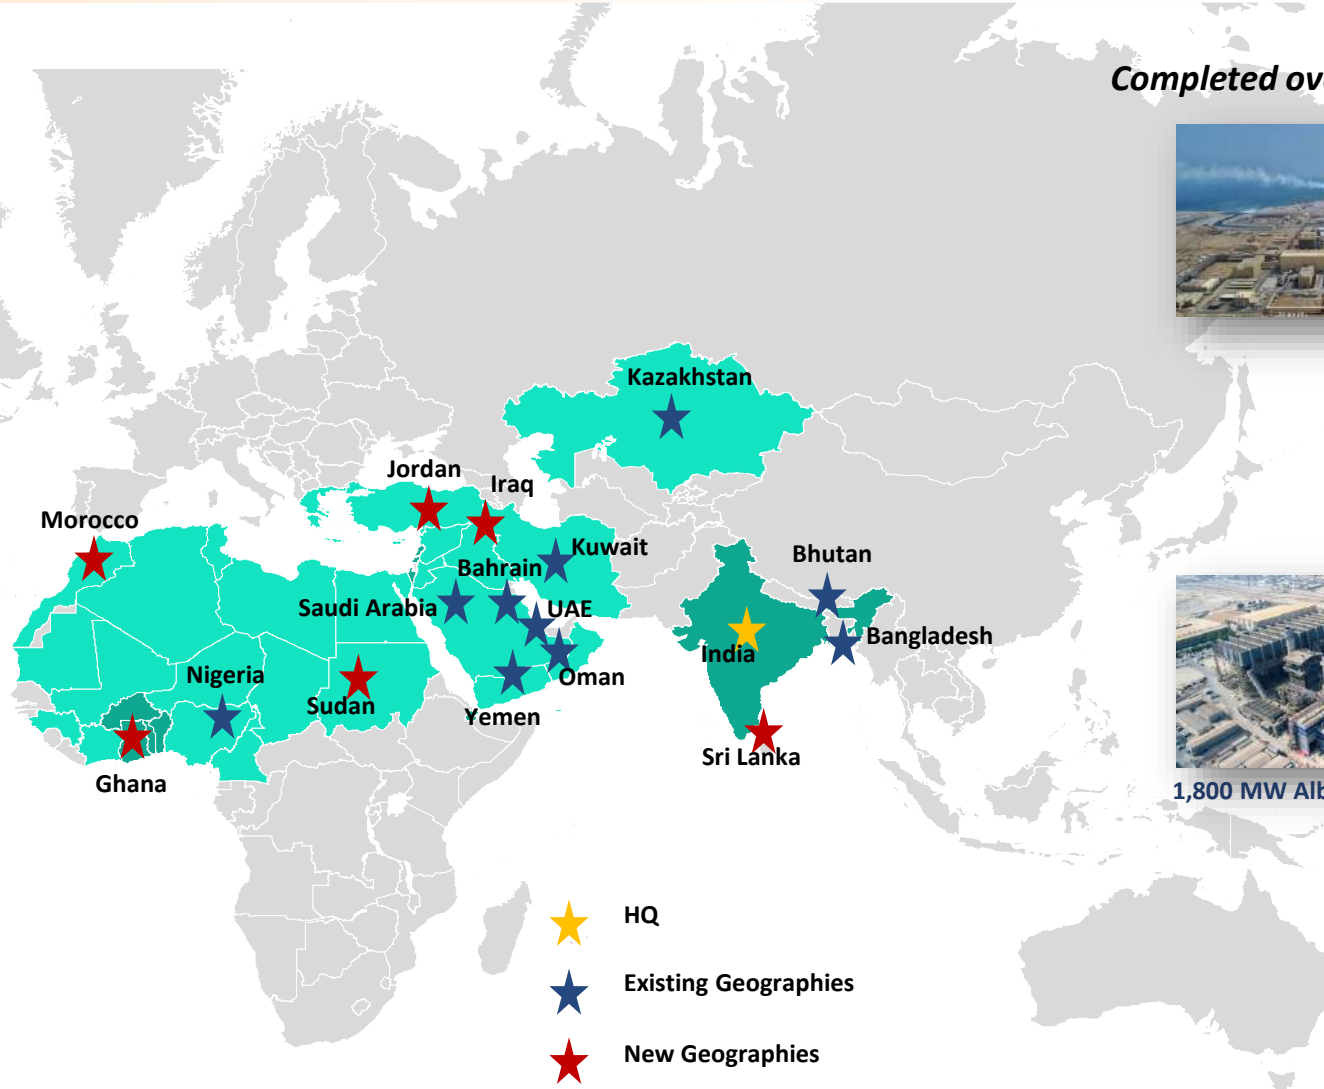 Completed ov
Kazakhstan
Jordan
Iraq
Morocco
Kuwait
Bhutan
Bahrain
Saudi Arabia
UAE
Bangladesh
India
Nigeria
Oman
Sudan
Yemen
Sri Lanka
Ghana
1,800 MW Alb
HQ
Existing Geographies
New Geographies